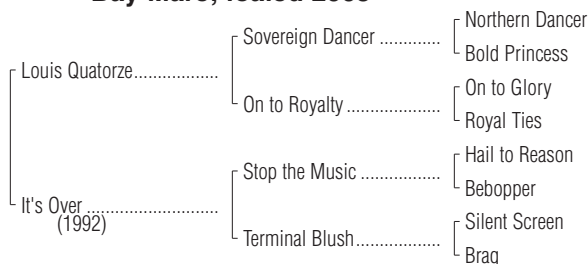 Bay Mare; foaled
Northern Dancer
Sovereign Dancer ............
Bold Princess
Louis Quatorze.................
On to Glory
On to Royalty ..................
Royal Ties
Hail to Reason
Stop the Music ................
Bebopper
It's Over ..........................
(1992)
Silent Screen
Terminal Blush.................
Brag